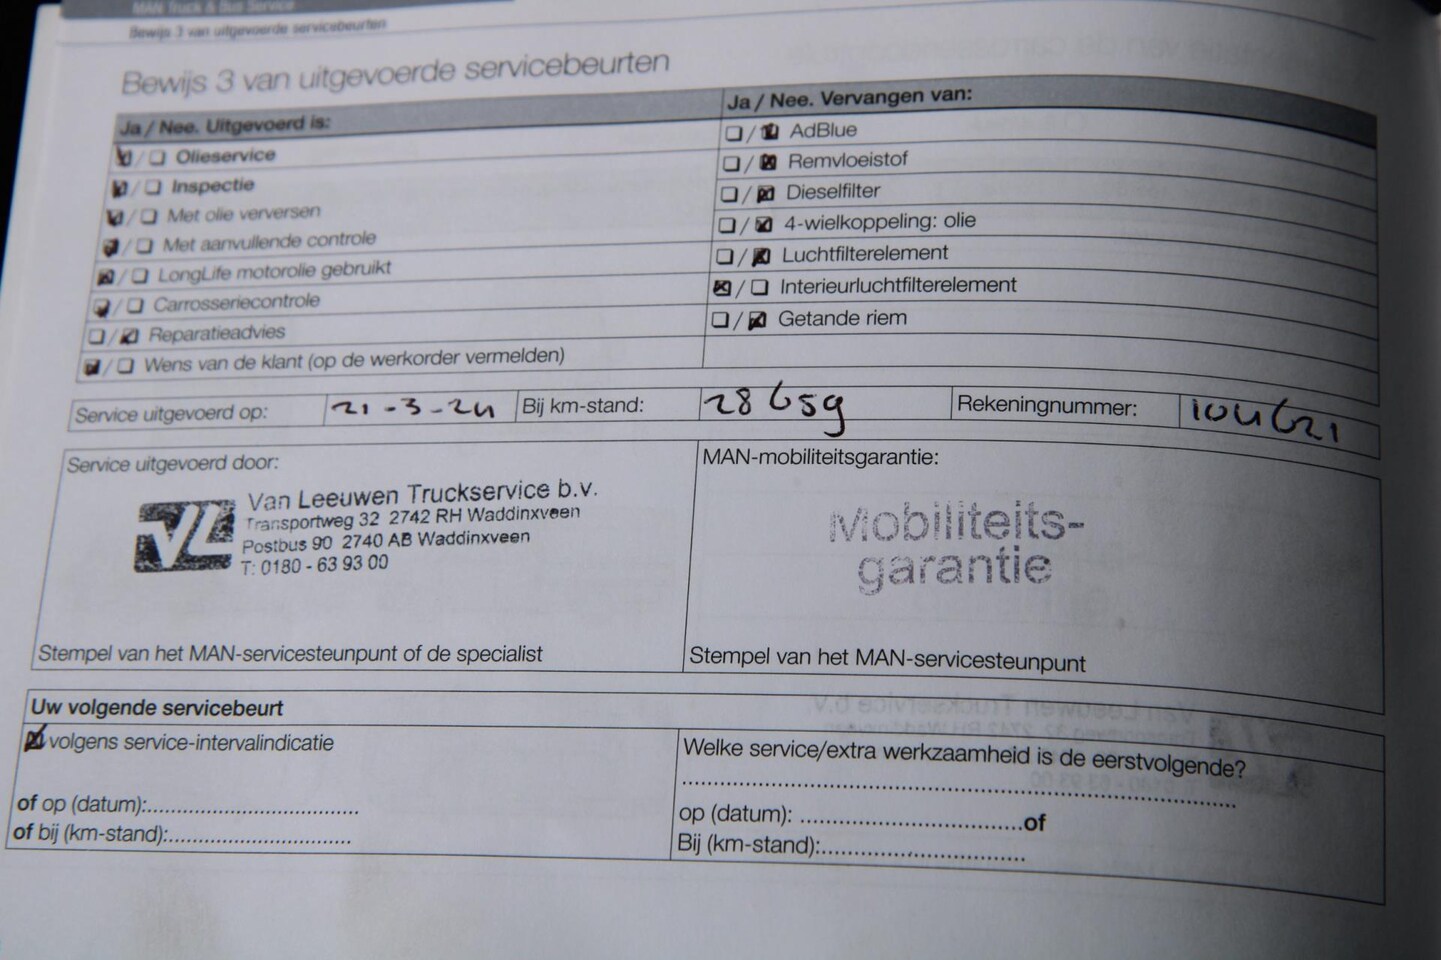 MAN Truck & Bus Service
Bewijs 3 van uitgevoerde servicebeurten
Bewijs 3 van uitgevoerde servicebeurten
Ja / Nee. Uitgevoerd is:
Olieservice
Inspectie
Met olie verversen
Met aanvullende controle
LongLife motorolie gebruikt
Carrosseriecontrole
Reparatieadvies
Wens van de klant (op de werkorder vermelden)
Ja / Nee. Vervangen van:
AdBlue
Remvloeistof
Dieselfilter
4-wielkoppeling: olie
Luchtfilterelement
Interieurluchtfilterelement
Getande riem
Service uitgevoerd op: 21-3-24 Bij km-stand: 28659 Rekeningnummer: 104621
Service uitgevoerd door:
VL
Van Leeuwen Truckservice b.v.
Transportweg 32 2742 RH Waddinxveen
Postbus 90 2740 AB Waddinxveen
T: 0180 - 63 93 00
Stempel van het MAN-servicesteunpunt of de specialist
MAN-mobiliteitsgarantie:
Mobiliteits-
garantie
Stempel van het MAN-servicesteunpunt
Uw volgende servicebeurt
volgens service-intervalindicatie
of op (datum):
of bij (km-stand):
Welke service/extra werkzaamheid is de eerstvolgende?
op (datum): of
Bij (km-stand):